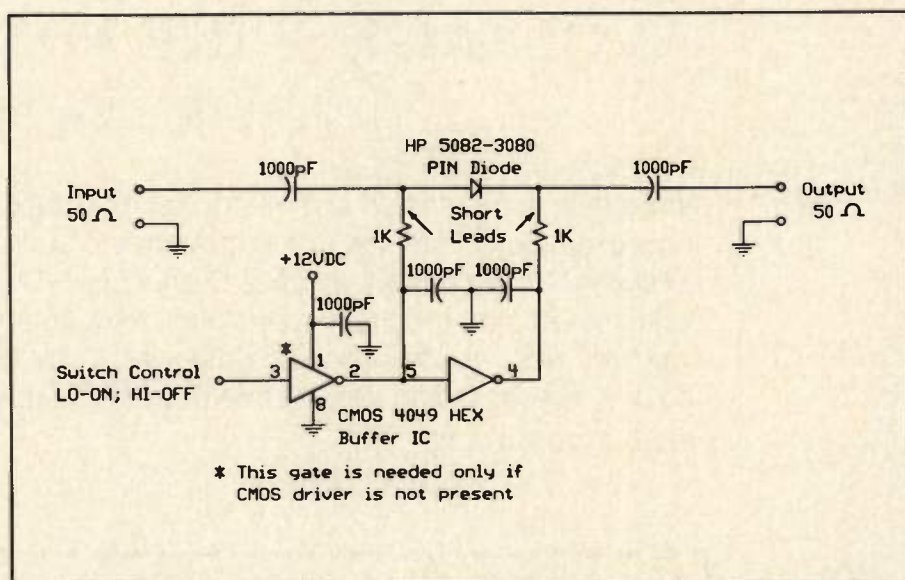 HP 5082-3080
PIN Diode
1000pF
1000pF
Input
50 Ω
Output
50 Ω
Short
Leads
1K
1K
+12VDC
1000pF
1000pF
1000pF
*
1
3
2
5
4
8
Switch Control
LO-ON; HI-OFF
CMOS 4049 HEX
Buffer IC
* This gate is needed only if
CMOS driver is not present